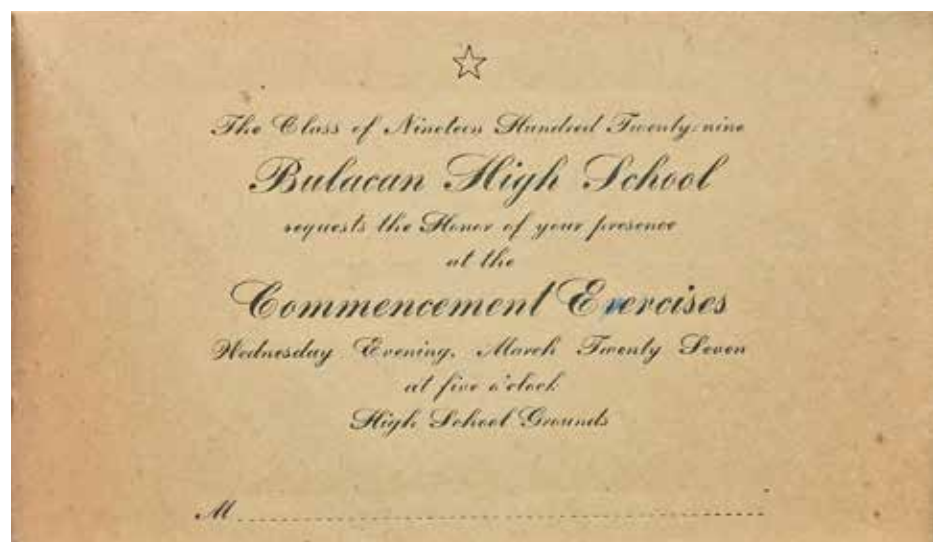 The Class of Nineteen Hundred Twenty-nine
Bulacan High School
requests the Honor of your presence
at the
Commencement Exercises
Wednesday Evening, March Twenty Seven
at five o'clock
High School Grounds
M